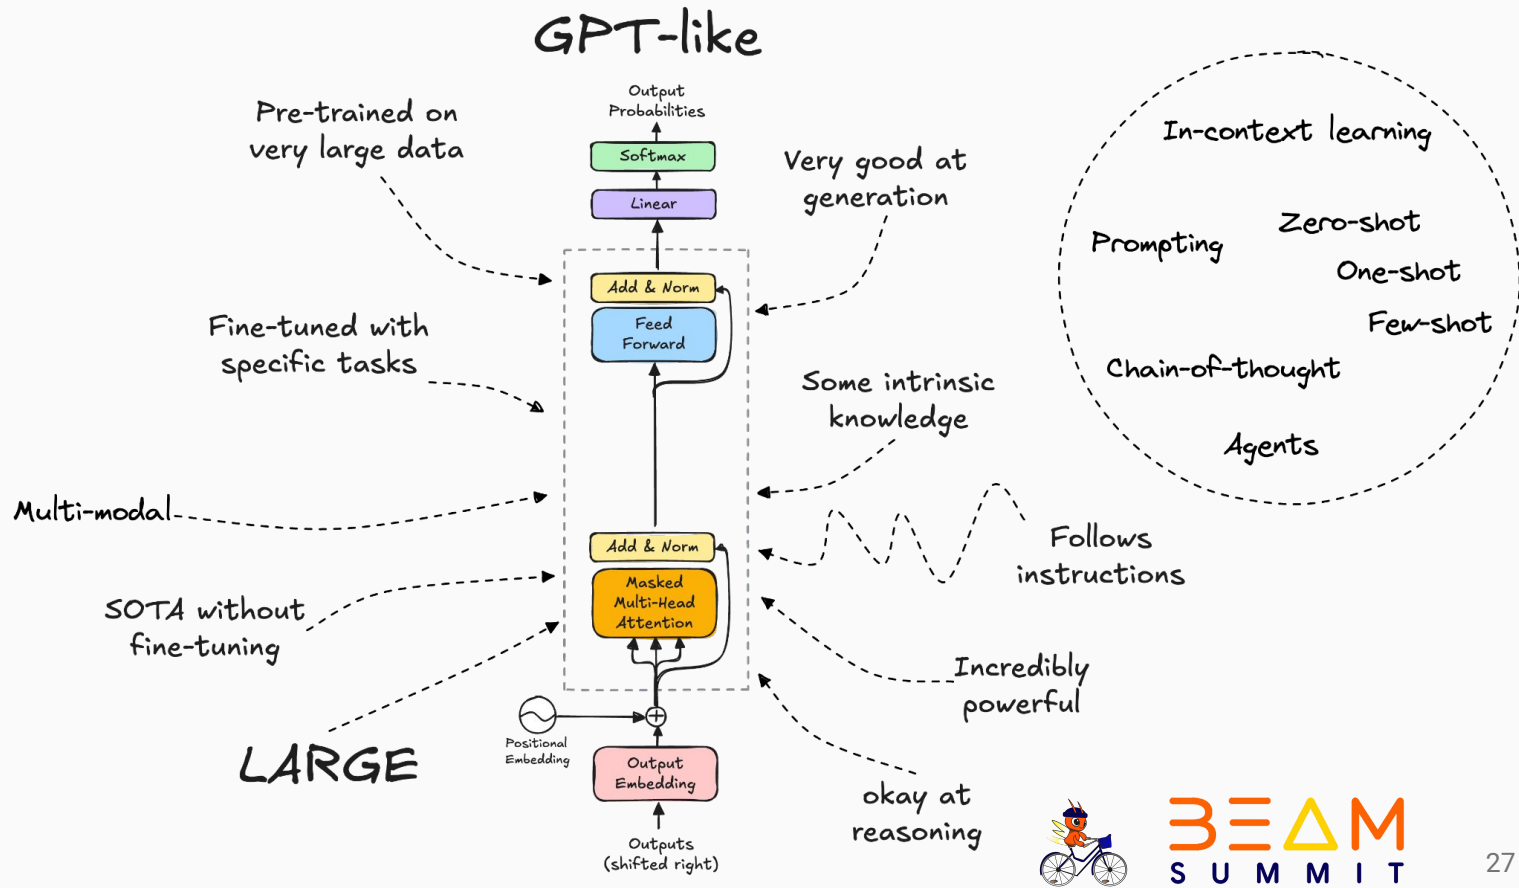 GPT-like
Pre-trained on
very large data
Fine-tuned with
specific tasks
Multi-modal
SOTA without
fine-tuning
LARGE
Output
Probabilities
Softmax
Linear
Add & Norm
Feed
Forward
Add & Norm
Masked
Multi-Head
Attention
Positional
Embedding
Output
Embedding
Outputs
(shifted right)
Very good at
generation
Some intrinsic
knowledge
Follows
instructions
Incredibly
powerful
okay at
reasoning
In-context learning
Prompting
Zero-shot
One-shot
Few-shot
Chain-of-thought
Agents
BEAM
SUMMIT
27